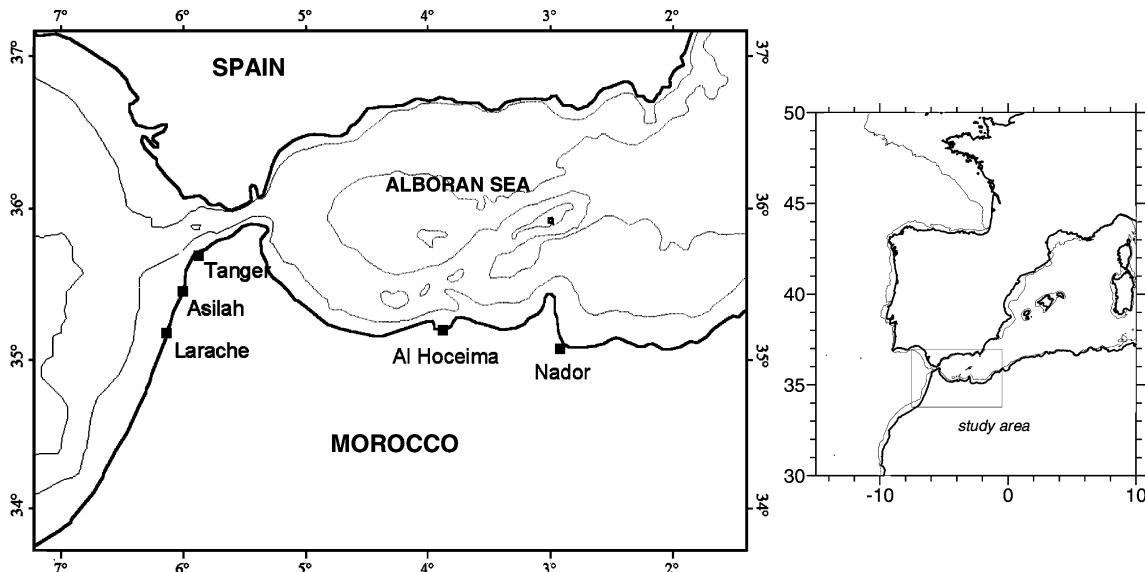 7° 6° 5° 4° 3° 2°
37° 37°
SPAIN
ALBORAN SEA
36° 36°
Tanger
Asilah
Larache
Al Hoceima
Nador
35° 35°
MOROCCO
34° 34°
7° 6° 5° 4° 3° 2°
50
45
40
35
study area
30
-10 0 10